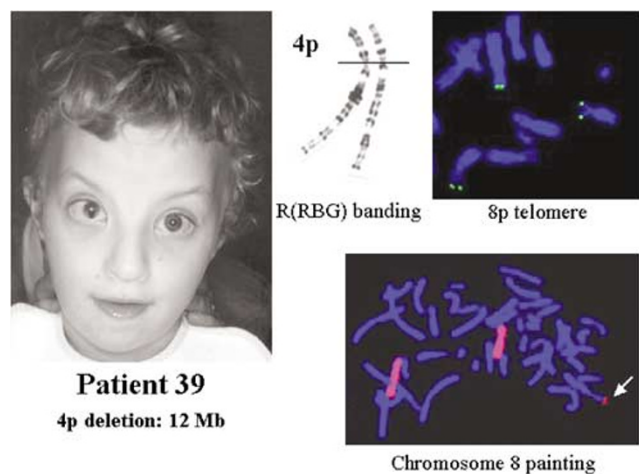 4p
R(RBG) banding
8p telomere
Patient 39
4p deletion: 12 Mb
Chromosome 8 painting